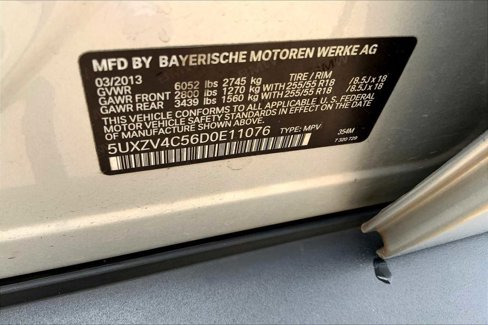 MFD BY BAYERISCHE MOTOREN WERKE AG
03/2013 TIRE / RIM
GVWR 6052 lbs 2745 kg
GAWR FRONT 2800 lbs 1270 kg WITH 255/55 R18 /8.5J x 18
GAWR REAR 3439 lbs 1560 kg WITH 255/55 R18 /8.5J x 18
THIS VEHICLE CONFORMS TO ALL APPLICABLE U.S. FEDERAL
MOTOR VEHICLE SAFETY STANDARDS IN EFFECT ON THE DATE
OF MANUFACTURE SHOWN ABOVE.
5UXZV4C56D0E11076 TYPE: MPV 354M
7 320 729